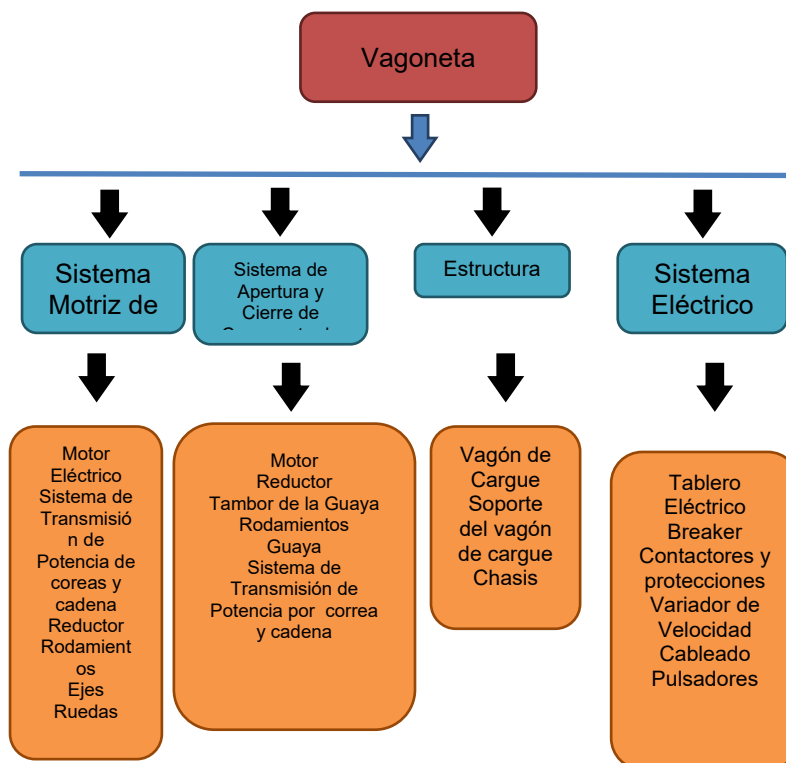 Vagoneta
Sistema
Motriz de
Sistema de
Apertura y
Cierre de
Estructura
Sistema
Eléctrico
Motor
Eléctrico
Sistema de
Transmisió
n de
Potencia de
coreas y
cadena
Reductor
Rodamient
os
Ejes
Ruedas
Motor
Reductor
Tambor de la Guaya
Rodamientos
Guaya
Sistema de
Transmisión de
Potencia por correa
y cadena
Vagón de
Cargue
Soporte
del vagón
de cargue
Chasis
Tablero
Eléctrico
Breaker
Contactores y
protecciones
Variador de
Velocidad
Cableado
Pulsadores